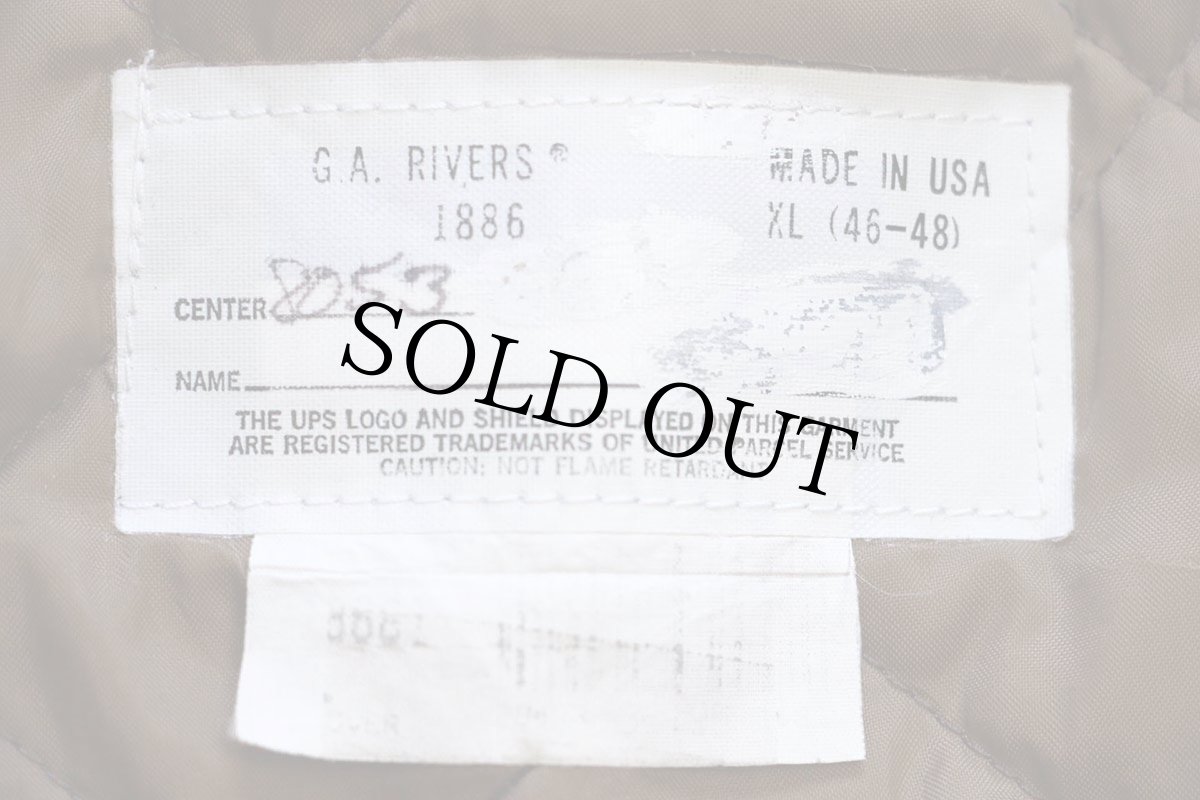 G.A. RIVERS® MADE IN USA
1886 XL (46-48)
CENTER 8053
NAME
THE UPS LOGO AND SHIELD DISPLAYED ON THIS GARMENT
ARE REGISTERED TRADEMARKS OF UNITED PARCEL SERVICE
CAUTION: NOT FLAME RETARDANT
SOLD OUT